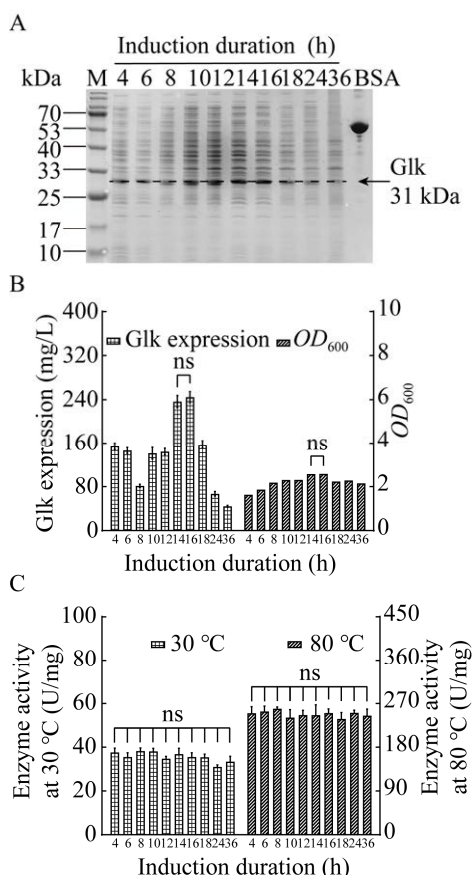 A
Induction duration (h)
kDa M 4 6 8 10 12 14 16 18 24 36 BSA
70
53
40
33
25
17
10
Glk
31 kDa
B
Glk expression (mg/L)
400
320
240
160
80
0
Glk expression OD600
ns
ns
10
8
6
4
2
0
OD600
4 6 8 10 12 14 16 18 24 36 4 6 8 10 12 14 16 18 24 36
Induction duration (h)
C
Enzyme activity
at 30 °C (U/mg)
100
80
60
40
20
0
30 °C 80 °C
ns
ns
450
360
270
180
90
0
Enzyme activity
at 80 °C (U/mg)
4 6 8 10 12 14 16 18 24 36 4 6 8 10 12 14 16 18 24 36
Induction duration (h)